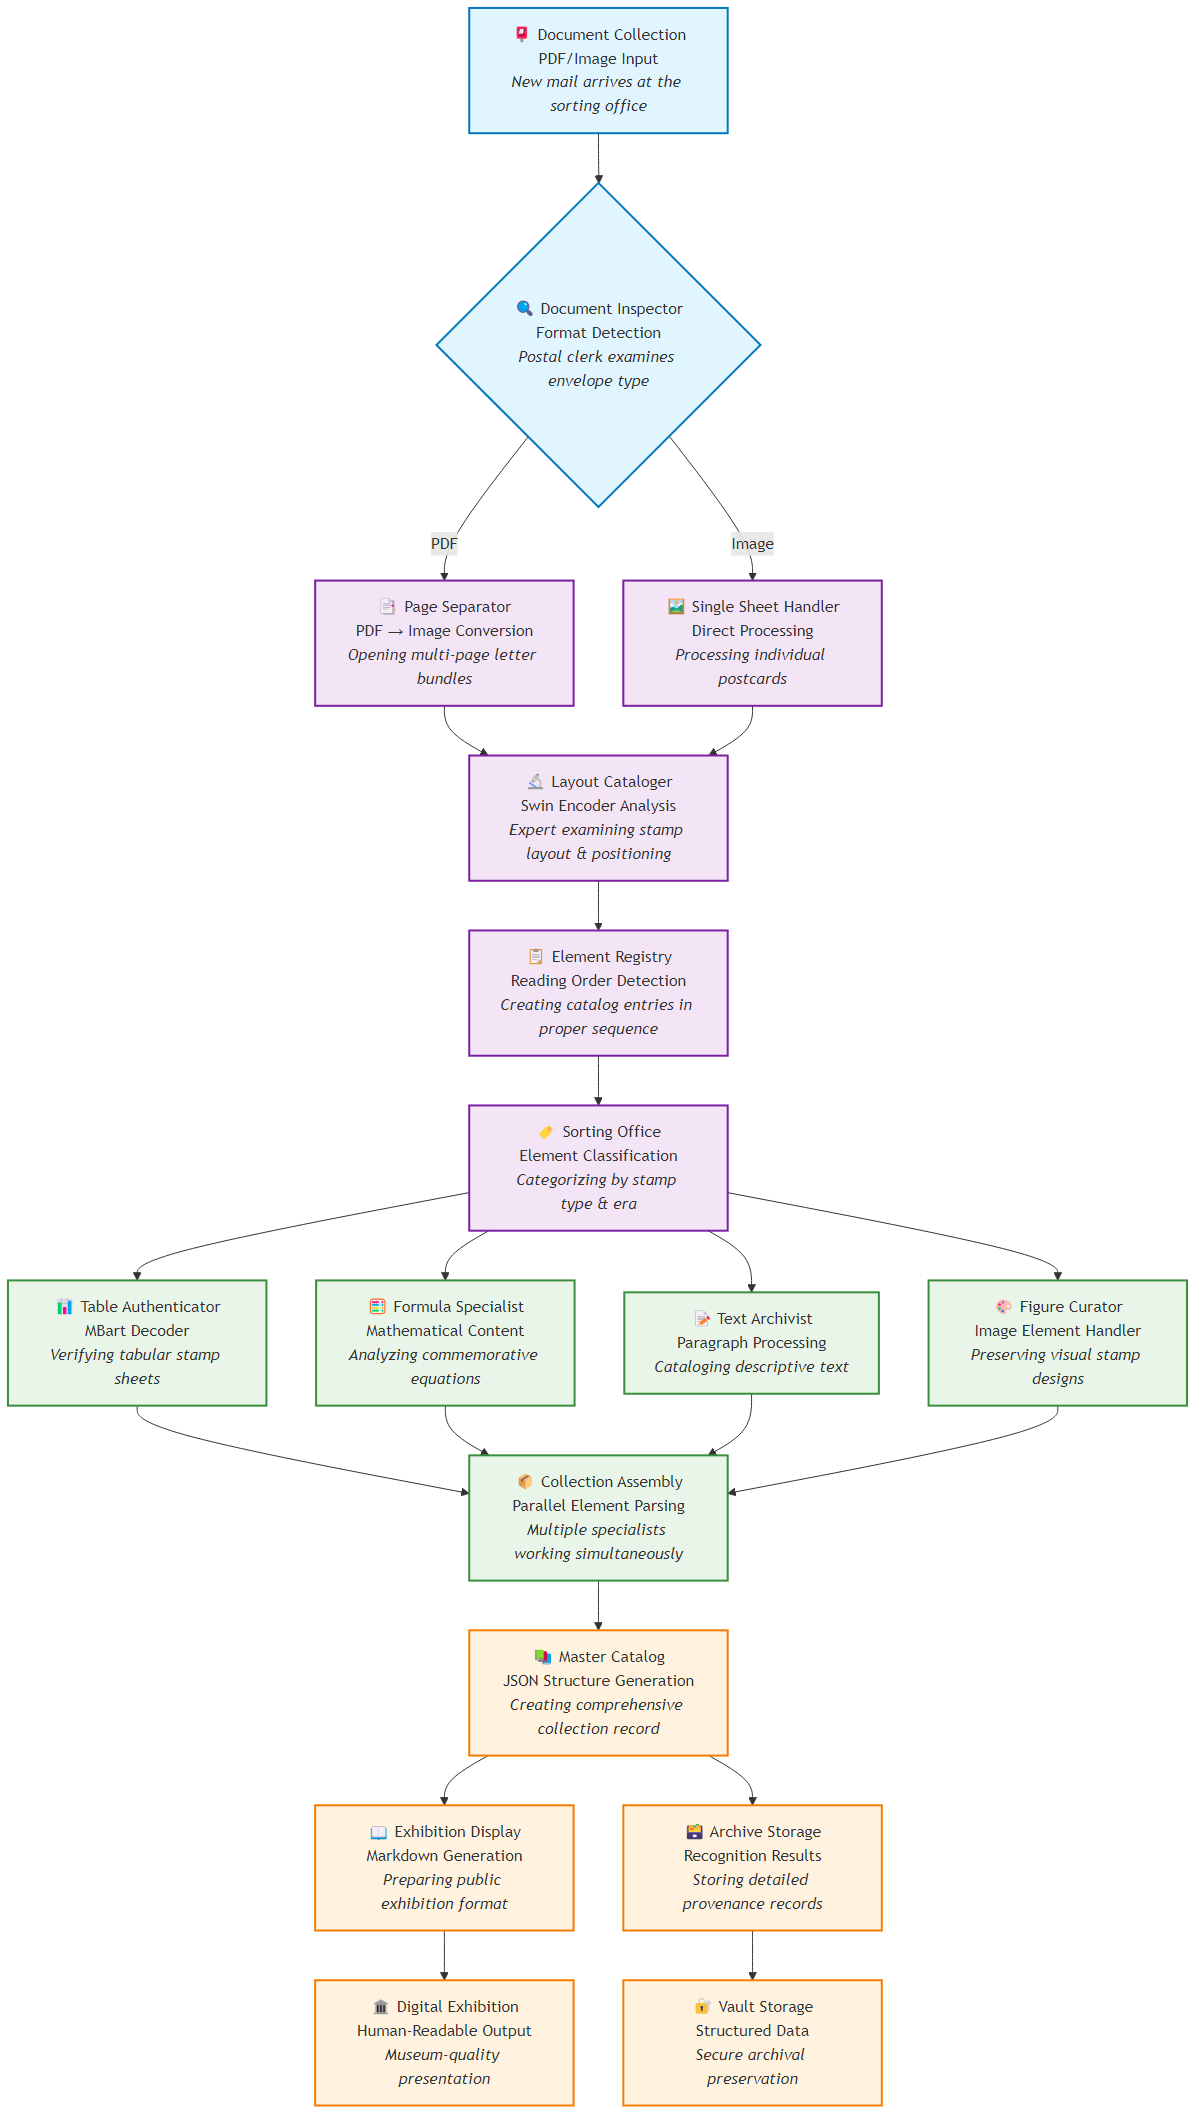 📮 Document Collection
PDF/Image Input
New mail arrives at the
sorting office
🔍 Document Inspector
Format Detection
Postal clerk examines
envelope type
PDF
Image
📑 Page Separator
PDF → Image Conversion
Opening multi-page letter
bundles
🖼️ Single Sheet Handler
Direct Processing
Processing individual
postcards
🔬 Layout Cataloger
Swin Encoder Analysis
Expert examining stamp
layout & positioning
📋 Element Registry
Reading Order Detection
Creating catalog entries in
proper sequence
🏷️ Sorting Office
Element Classification
Categorizing by stamp
type & era
📊 Table Authenticator
MBart Decoder
Verifying tabular stamp
sheets
🧮 Formula Specialist
Mathematical Content
Analyzing commemorative
equations
📝 Text Archivist
Paragraph Processing
Cataloging descriptive text
🎨 Figure Curator
Image Element Handler
Preserving visual stamp
designs
📦 Collection Assembly
Parallel Element Parsing
Multiple specialists
working simultaneously
📚 Master Catalog
JSON Structure Generation
Creating comprehensive
collection record
📖 Exhibition Display
Markdown Generation
Preparing public
exhibition format
🗃️ Archive Storage
Recognition Results
Storing detailed
provenance records
🏛️ Digital Exhibition
Human-Readable Output
Museum-quality
presentation
🔐 Vault Storage
Structured Data
Secure archival
preservation